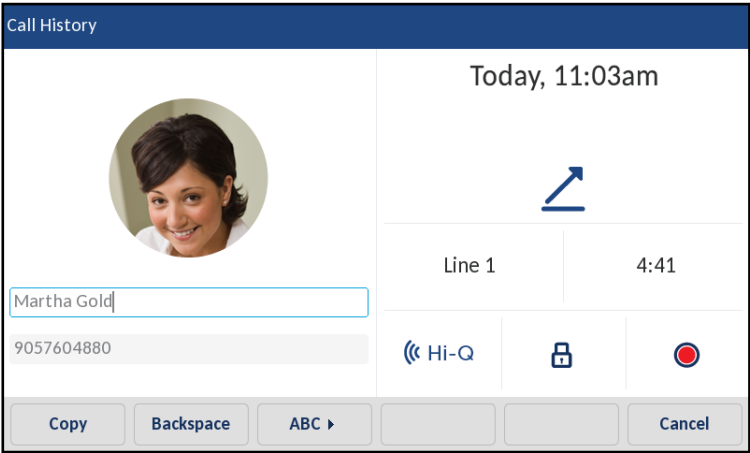 Call History
Today, 11:03am
Line 1
4:41
Martha Gold
9057604880
Hi-Q
Copy
Backspace
ABC
Cancel